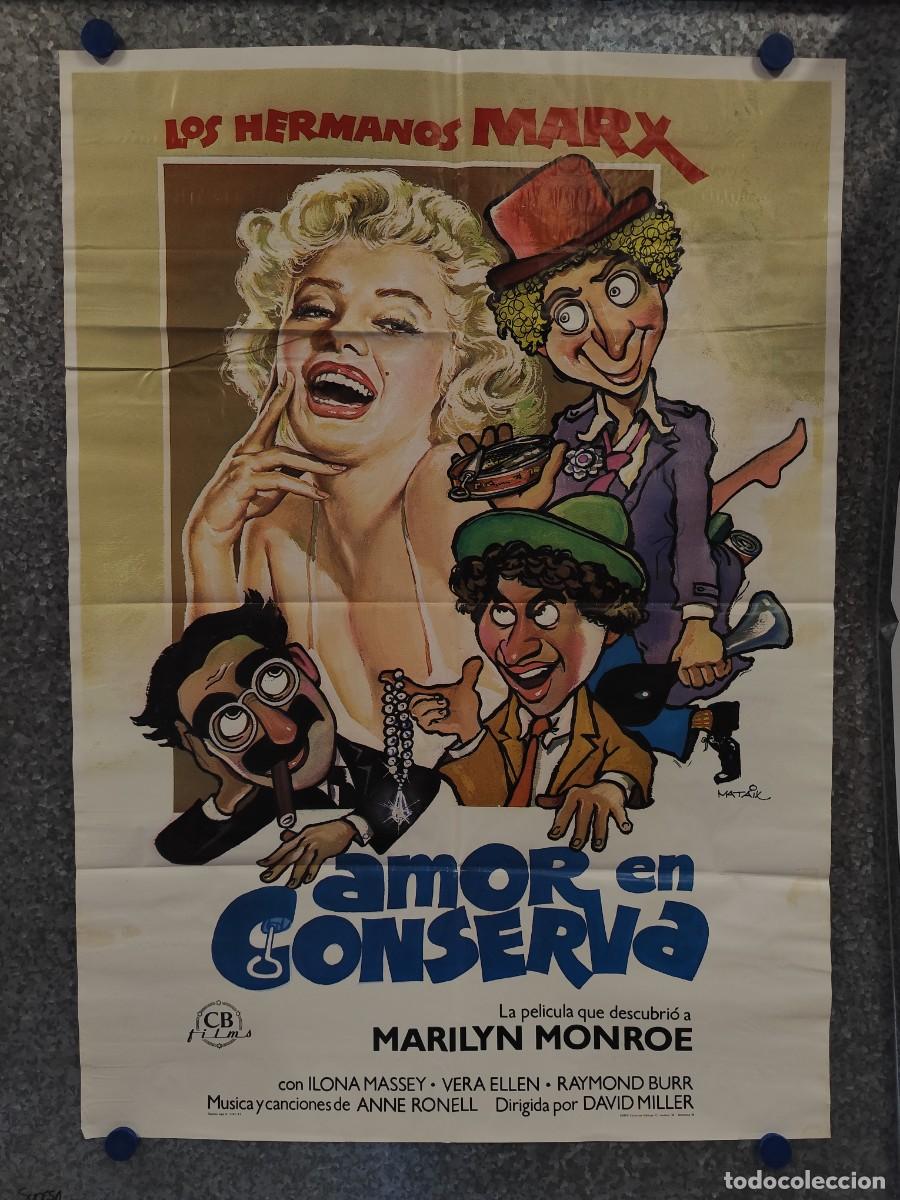 LOS HERMANOS MARX
MATAIX
amor en
CONSERVA
La pelicula que descubrió a
MARILYN MONROE
CB
films
con ILONA MASSEY · VERA ELLEN · RAYMOND BURR
Musica y canciones de ANNE RONELL Dirigida por DAVID MILLER
todocoleccion